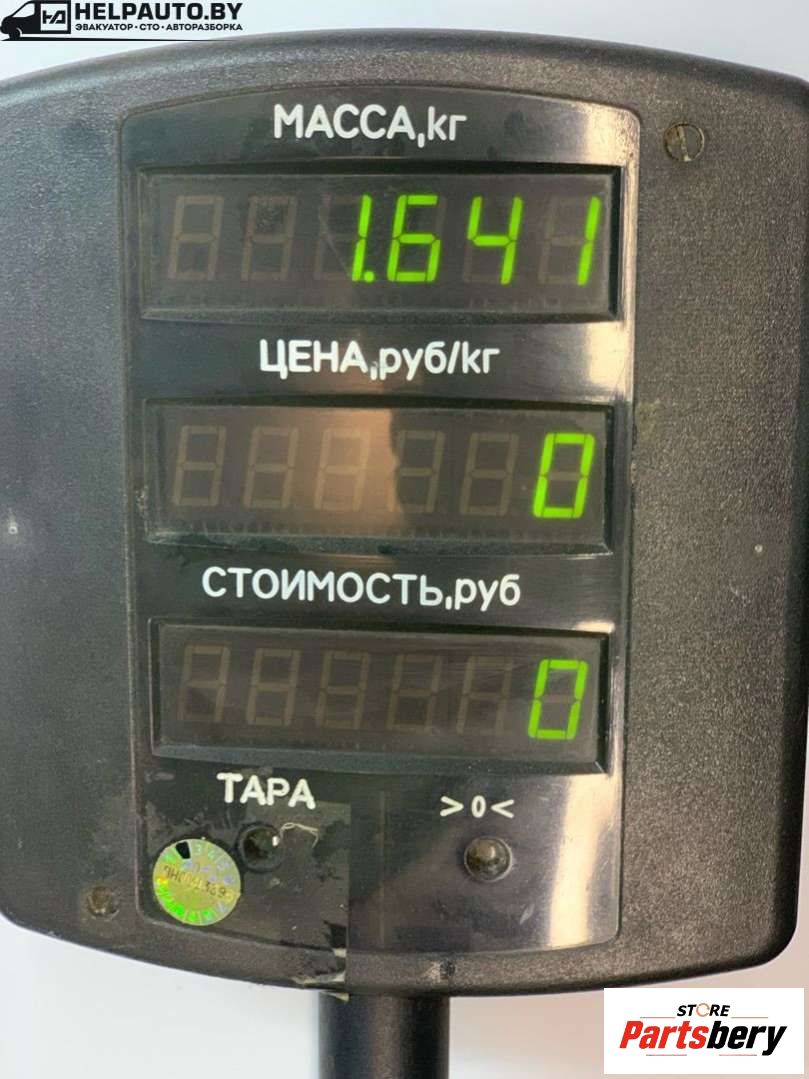 HELPAUTO.BY
ЭВАКУАТОР • СТО • АВТОРАЗБОРКА
МАССА,кг
1.641
ЦЕНА,руб/кг
0
СТОИМОСТЬ,руб
0
ТАРА >0<
STORE
Partsbery